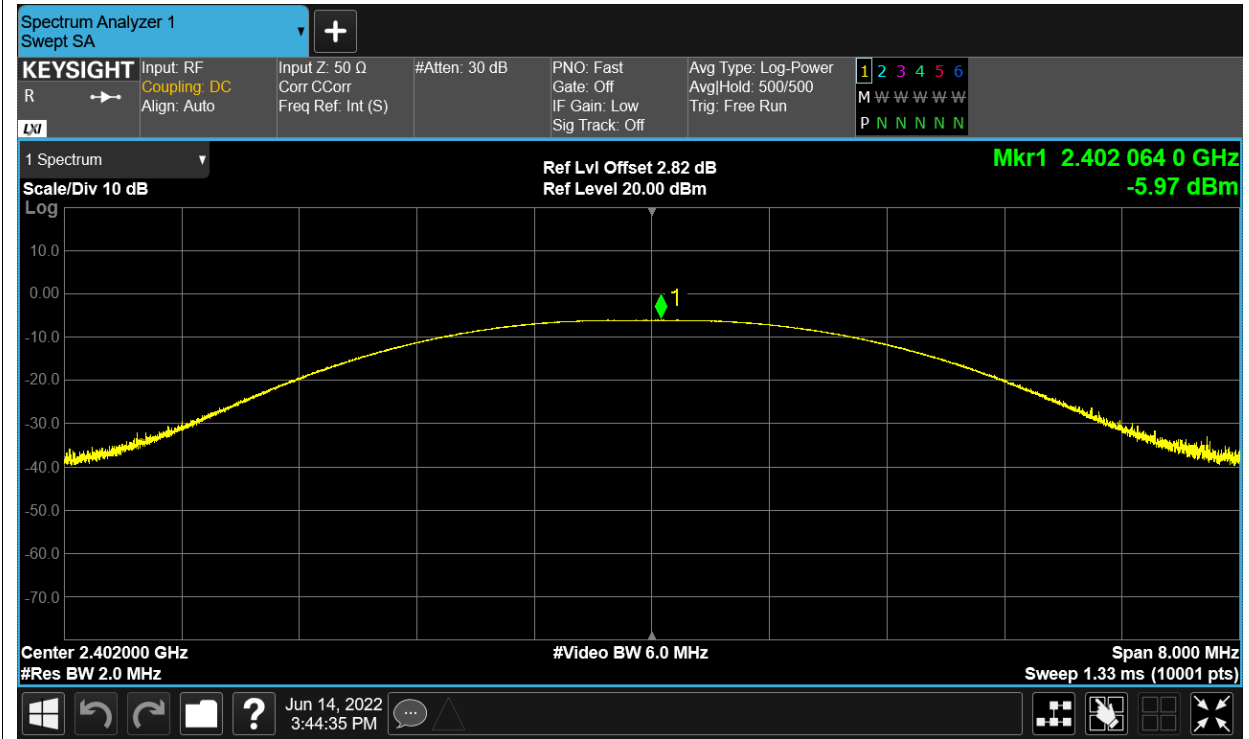 Spectrum Analyzer 1
Swept SA
KEYSIGHT
R
LXI
Input: RF
Coupling: DC
Align: Auto
Input Z: 50 Ω
Corr CCorr
Freq Ref: Int (S)
#Atten: 30 dB
PNO: Fast
Gate: Off
IF Gain: Low
Sig Track: Off
Avg Type: Log-Power
Avg|Hold: 500/500
Trig: Free Run
1 2 3 4 5 6
M W W W W W
P N N N N N
1 Spectrum
Scale/Div 10 dB
Ref Lvl Offset 2.82 dB
Ref Level 20.00 dBm
Mkr1 2.402 064 0 GHz
-5.97 dBm
Log
10.0
0.00
1
-10.0
-20.0
-30.0
-40.0
-50.0
-60.0
-70.0
Center 2.402000 GHz
#Video BW 6.0 MHz
Span 8.000 MHz
#Res BW 2.0 MHz
Sweep 1.33 ms (10001 pts)
?
Jun 14, 2022
3:44:35 PM